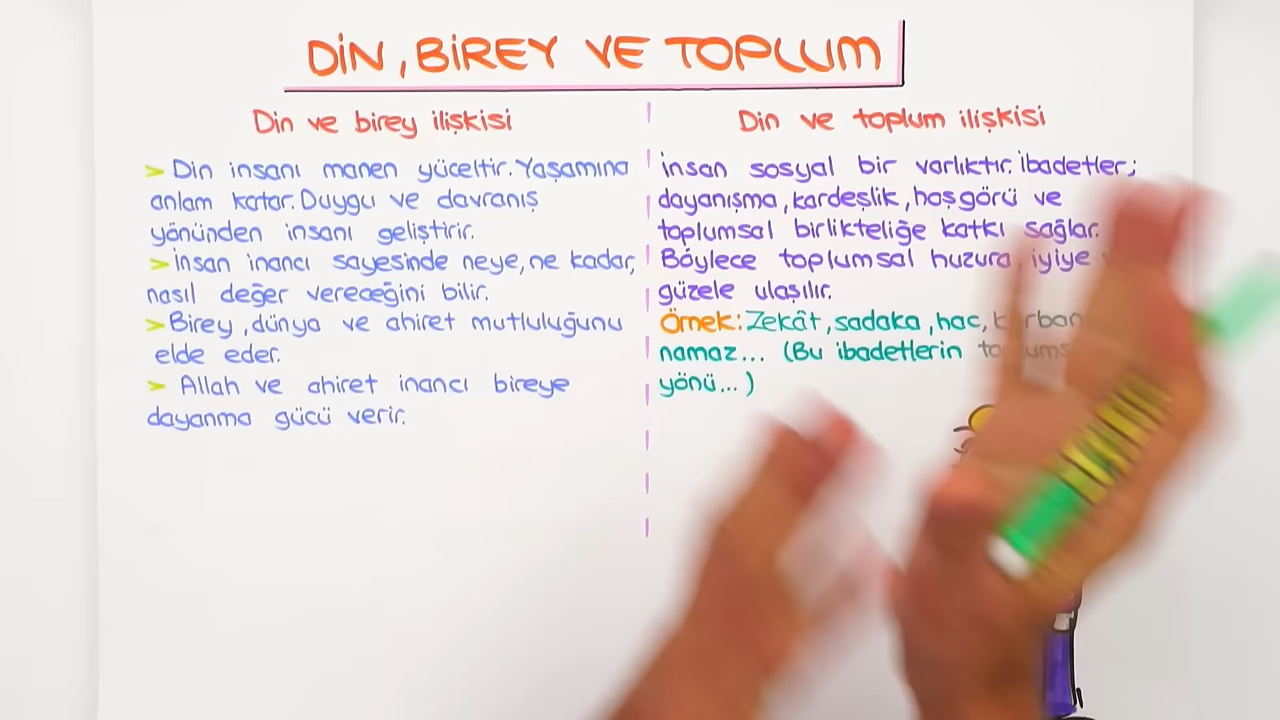 DİN, BİREY VE TOPLUM
Din ve birey ilişkisi
> Din insanı manen yüceltir. Yaşamına
anlam katar. Duygu ve davranış
yönünden insanı geliştirir.
> İnsan inancı sayesinde neye, ne kadar,
nasıl değer vereceğini bilir.
> Birey, dünya ve ahiret mutluluğunu
elde eder.
> Allah ve ahiret inancı bireye
dayanma gücü verir.
Din ve toplum ilişkisi
İnsan sosyal bir varlıktır. İbadetler;
dayanışma, kardeşlik, hoşgörü ve
toplumsal birlikteliğe katkı sağlar.
Böylece toplumsal huzura, iyiye
güzele ulaşılır.
Örnek: Zekât, sadaka, hac, kurban
namaz... (Bu ibadetlerin
yönü...)